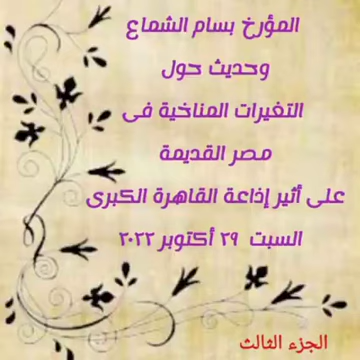 المؤرخ بسام الشماع
وحديث حول
التغيرات المناخية فى
مصر القديمة
على أثير إذاعة القاهرة الكبرى
السبت ٢٩ أكتوبر ٢٠٢٢
الجزء الثالث